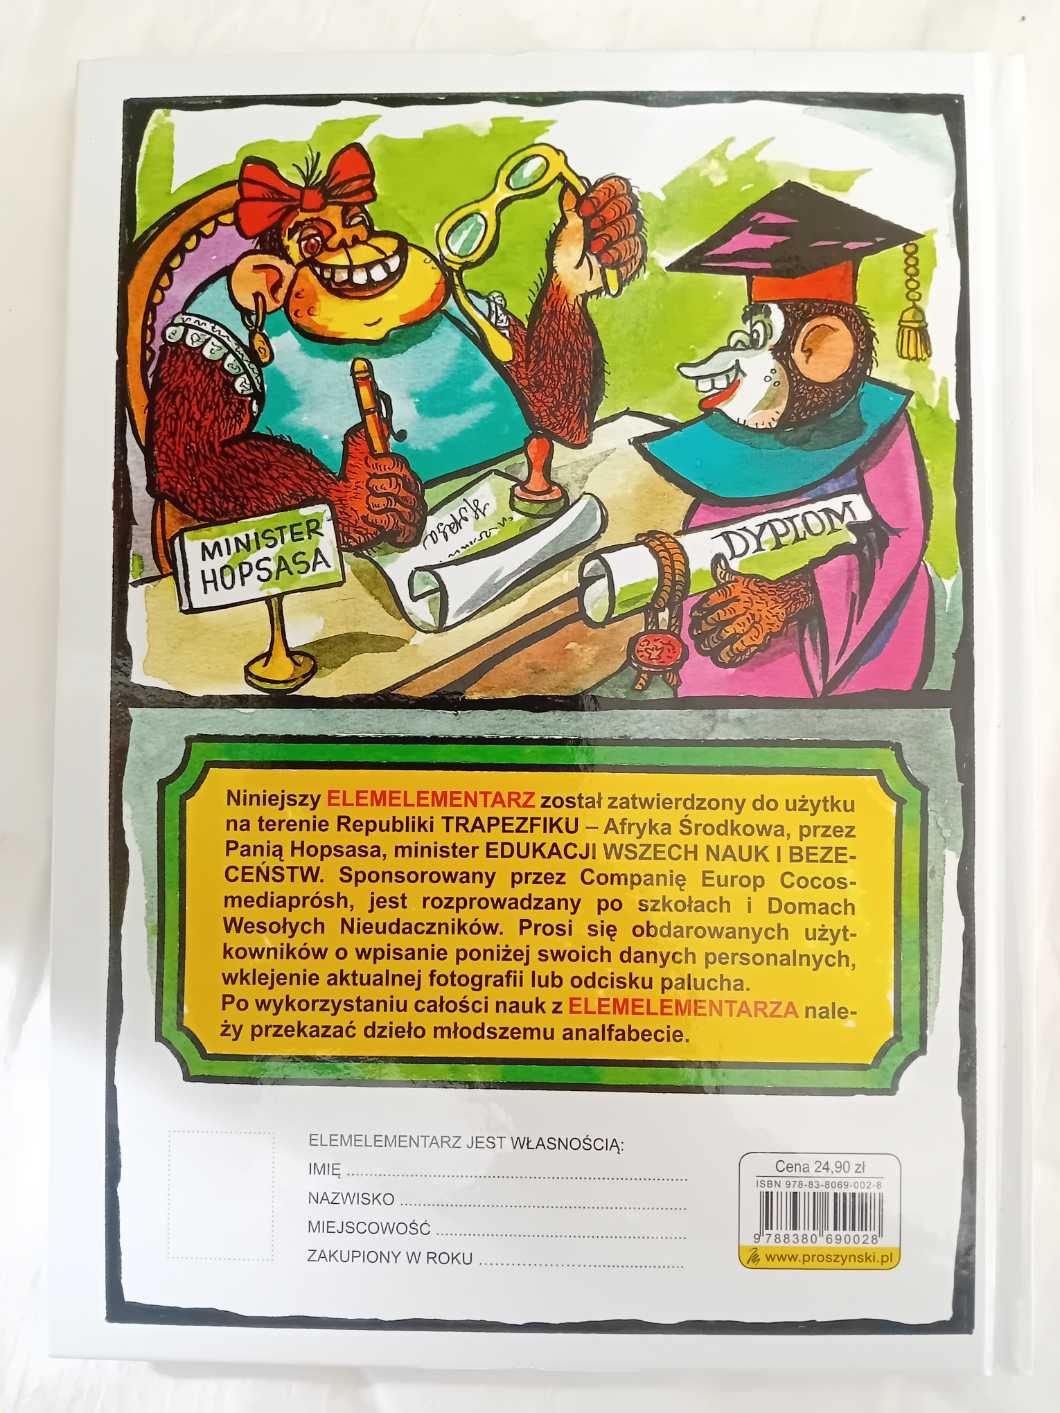 MINISTER
HOPSASA
DYPLOM
Niniejszy ELEMELEMENTARZ został zatwierdzony do użytku
na terenie Republiki TRAPEZFIKU – Afryka Środkowa, przez
Panią Hopsasa, minister EDUKACJI WSZECH NAUK I BEZE-
CEŃSTW. Sponsorowany przez Companię Europ Cocos-
mediaprósh, jest rozprowadzany po szkołach i Domach
Wesołych Nieudaczników. Prosi się obdarowanych użyt-
kowników o wpisanie poniżej swoich danych personalnych,
wklejenie aktualnej fotografii lub odcisku palucha.
Po wykorzystaniu całości nauk z ELEMELEMENTARZA nale-
ży przekazać dzieło młodszemu analfabecie.
ELEMELEMENTARZ JEST WŁASNOŚCIĄ:
IMIĘ
NAZWISKO
MIEJSCOWOŚĆ
ZAKUPIONY W ROKU
Cena 24,90 zł
ISBN 978-83-8069-002-8
9 788380 690028
www.proszynski.pl